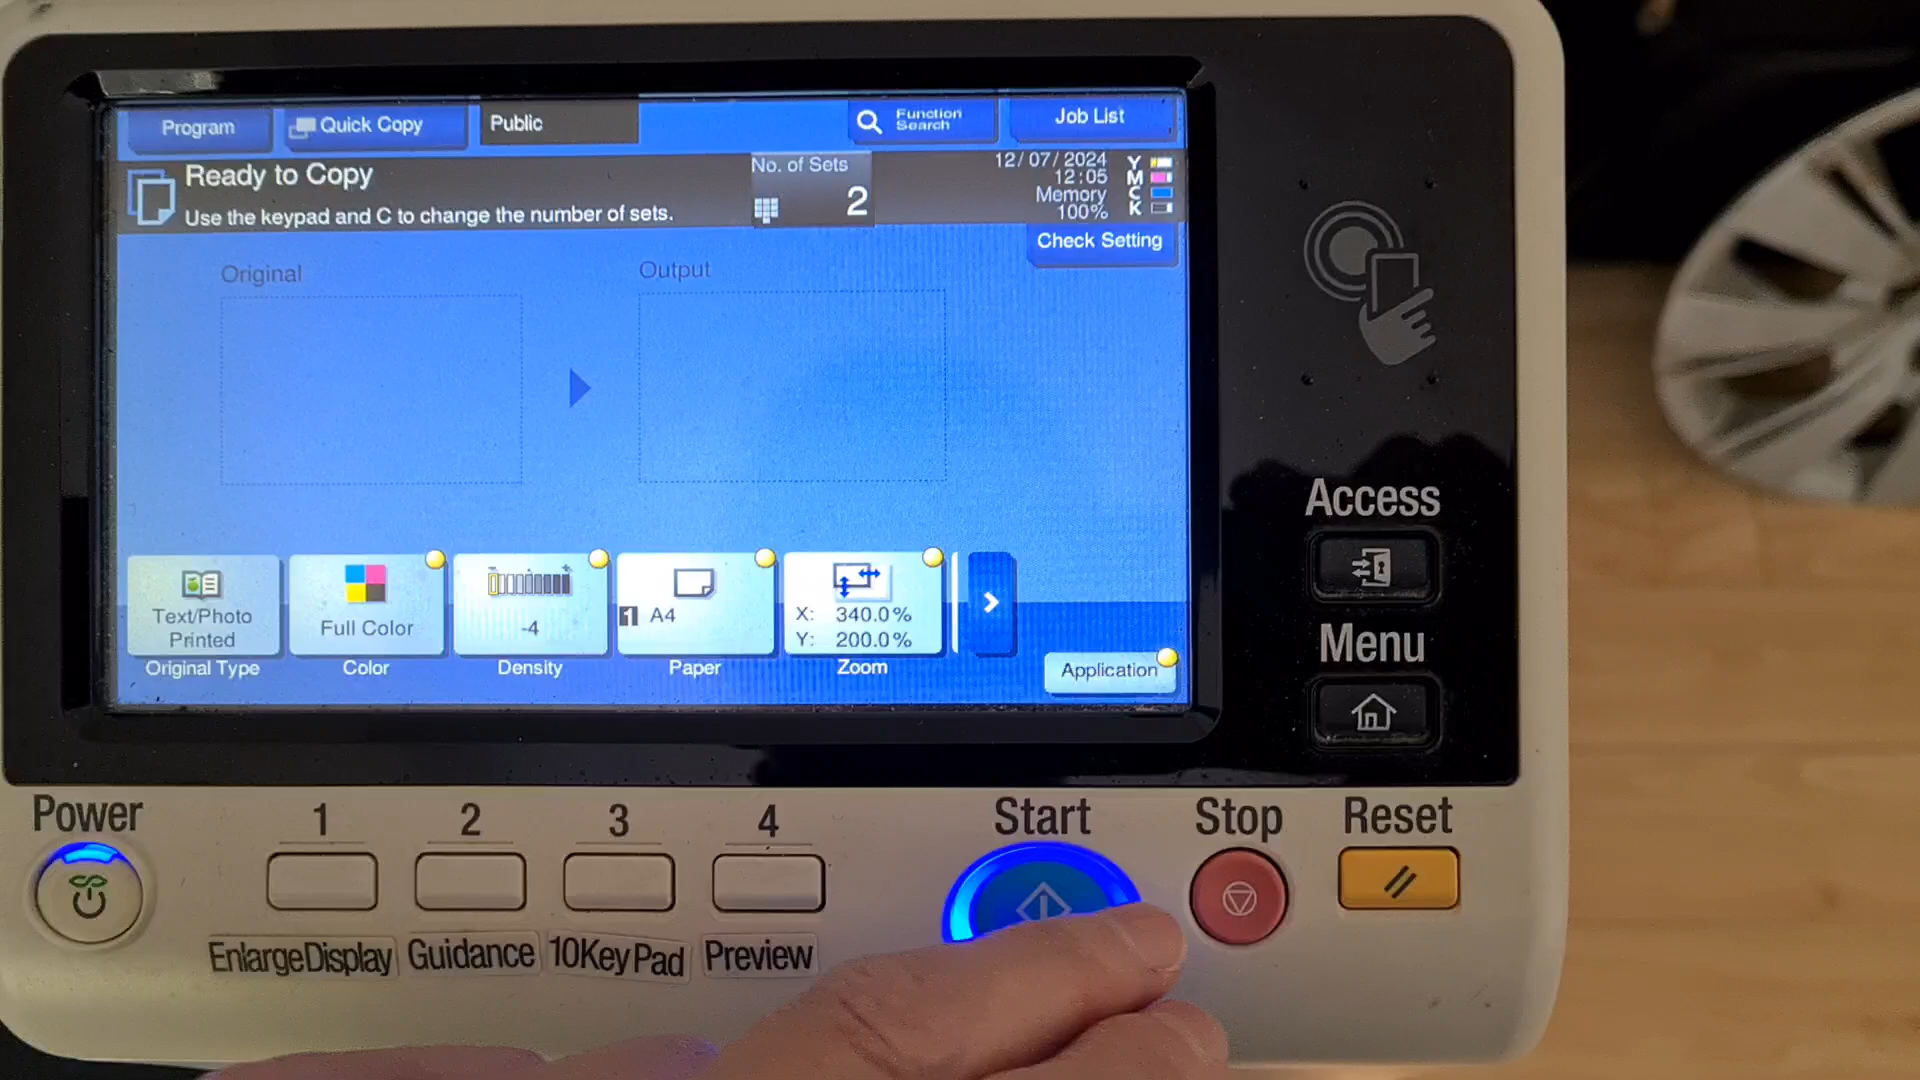 Program
Quick Copy
Public
Function
Search
Job List
Ready to Copy
Use the keypad and C to change the number of sets.
No. of Sets
2
12/07/2024
12:05
Memory
100%
Y
M
C
K
Check Setting
Original
Output
Text/Photo
Printed
Original Type
Full Color
Color
-4
Density
1 A4
Paper
X: 340.0%
Y: 200.0%
Zoom
Application
Access
Menu
Power
1
2
3
4
Start
Stop
Reset
EnlargeDisplay
Guidance
10KeyPad
Preview